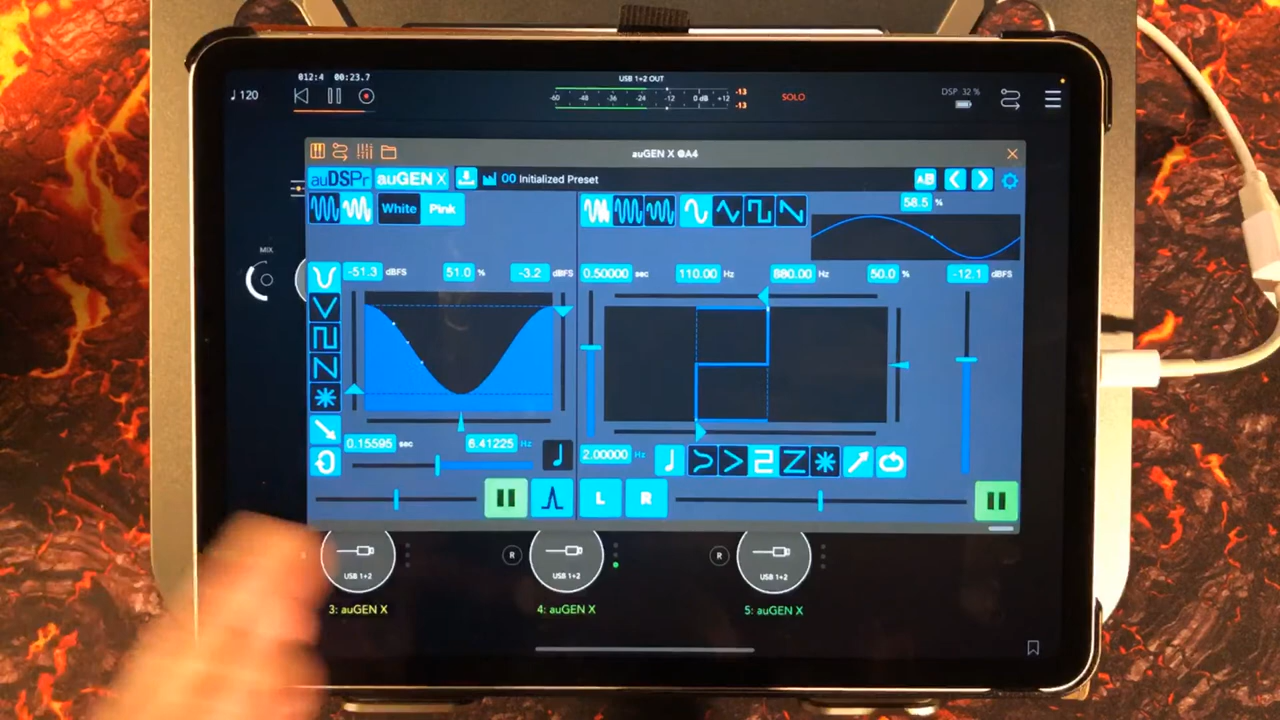 012:4 00:23.7
USB 1+2 OUT
♩ 120
-60 -48 -36 -24 -12 0 dB +12
-13
-13
SOLO
DSP: 32 %
auGEN X @A4
auDSPr auGEN X 00 Initialized Preset
AB
White Pink
58.5 %
MIX
-51.3 dBFS 51.0 % -3.2 dBFS
0.50000 sec 110.00 Hz 880.00 Hz 50.0 % -12.1 dBFS
0.15595 sec 6.41225 Hz
2.00000 Hz
L R
R R
USB 1+2 USB 1+2 USB 1+2
3: auGEN X 4: auGEN X 5: auGEN X